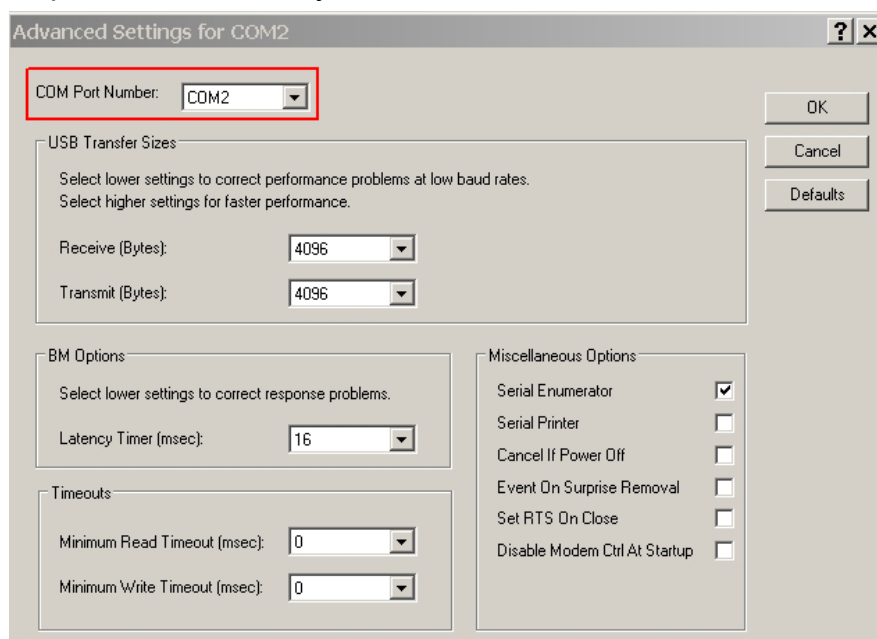 Advanced Settings for COM2
? x
COM Port Number: COM2
OK
Cancel
Defaults
USB Transfer Sizes
Select lower settings to correct performance problems at low baud rates.
Select higher settings for faster performance.
Receive (Bytes): 4096
Transmit (Bytes): 4096
BM Options
Select lower settings to correct response problems.
Latency Timer (msec): 16
Timeouts
Minimum Read Timeout (msec): 0
Minimum Write Timeout (msec): 0
Miscellaneous Options
Serial Enumerator
Serial Printer
Cancel If Power Off
Event On Surprise Removal
Set RTS On Close
Disable Modem Ctrl At Startup